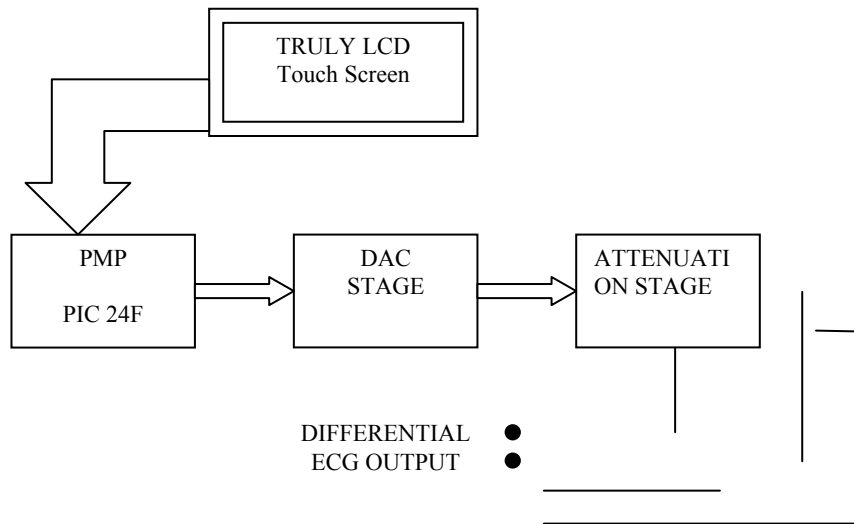 TRULY LCD
Touch Screen
PMP
PIC 24F
DAC
STAGE
ATTENUATI
ON STAGE
DIFFERENTIAL
ECG OUTPUT